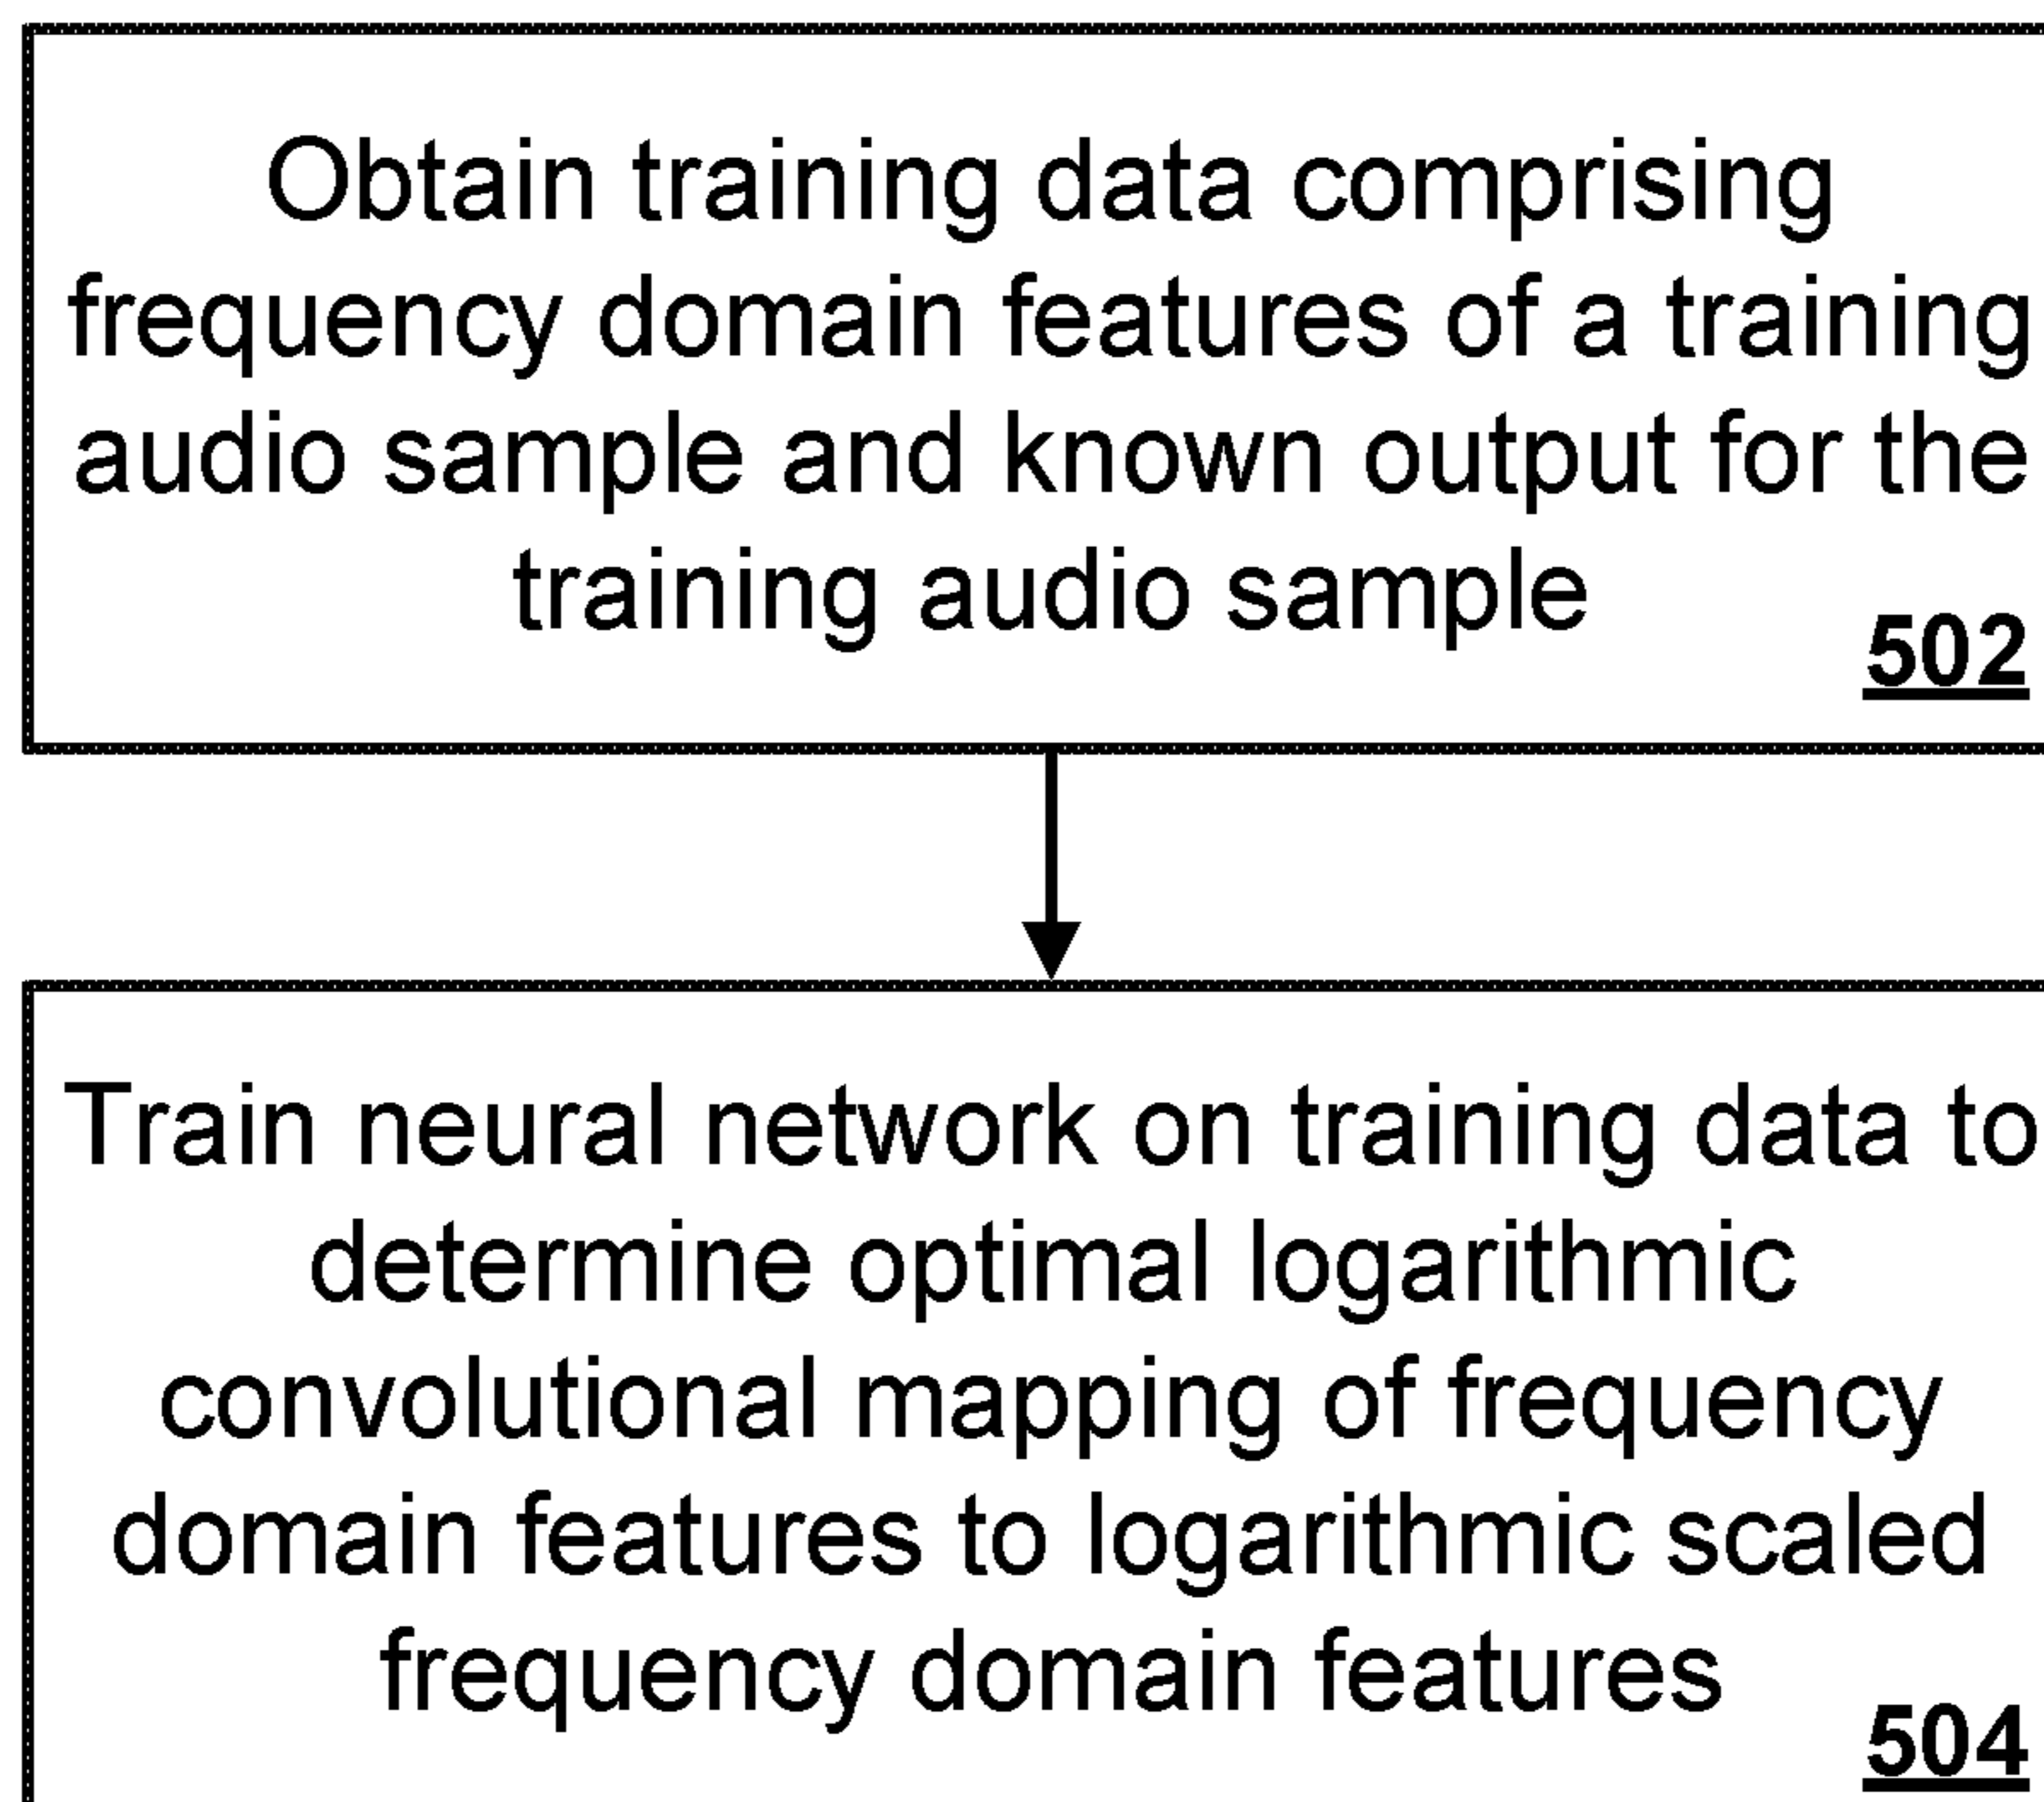 Obtain training data comprising
frequency domain features of a training
audio sample and known output for the
training audio sample
502
Train neural network on training data to
determine optimal logarithmic
convolutional mapping of frequency
domain features to logarithmic scaled
frequency domain features
504